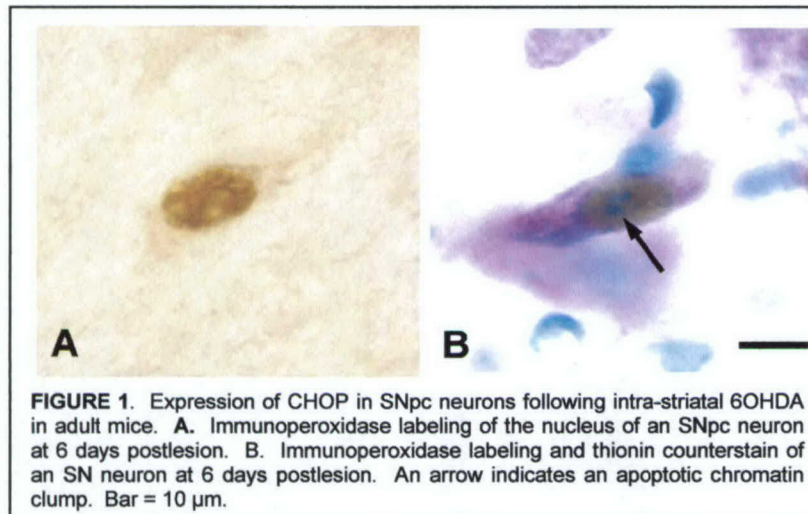 A
B
FIGURE 1. Expression of CHOP in SNpc neurons following intra-striatal 6OHDA
in adult mice. A. Immunoperoxidase labeling of the nucleus of an SNpc neuron
at 6 days postlesion. B. Immunoperoxidase labeling and thionin counterstain of
an SN neuron at 6 days postlesion. An arrow indicates an apoptotic chromatin
clump. Bar = 10 µm.